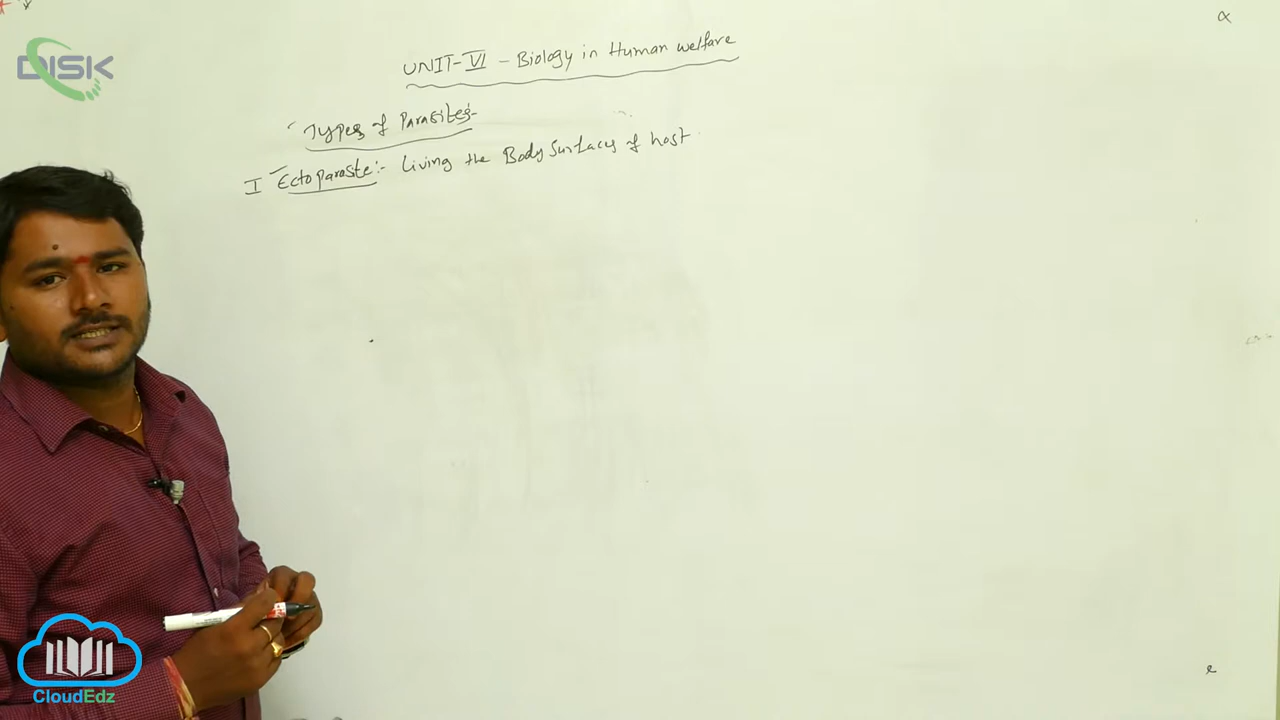 DISK
UNIT-VI - Biology in Human welfare
Types of Parasites:-
I Ectoparasite:- Living the Body Surfaces of host
CloudEdz